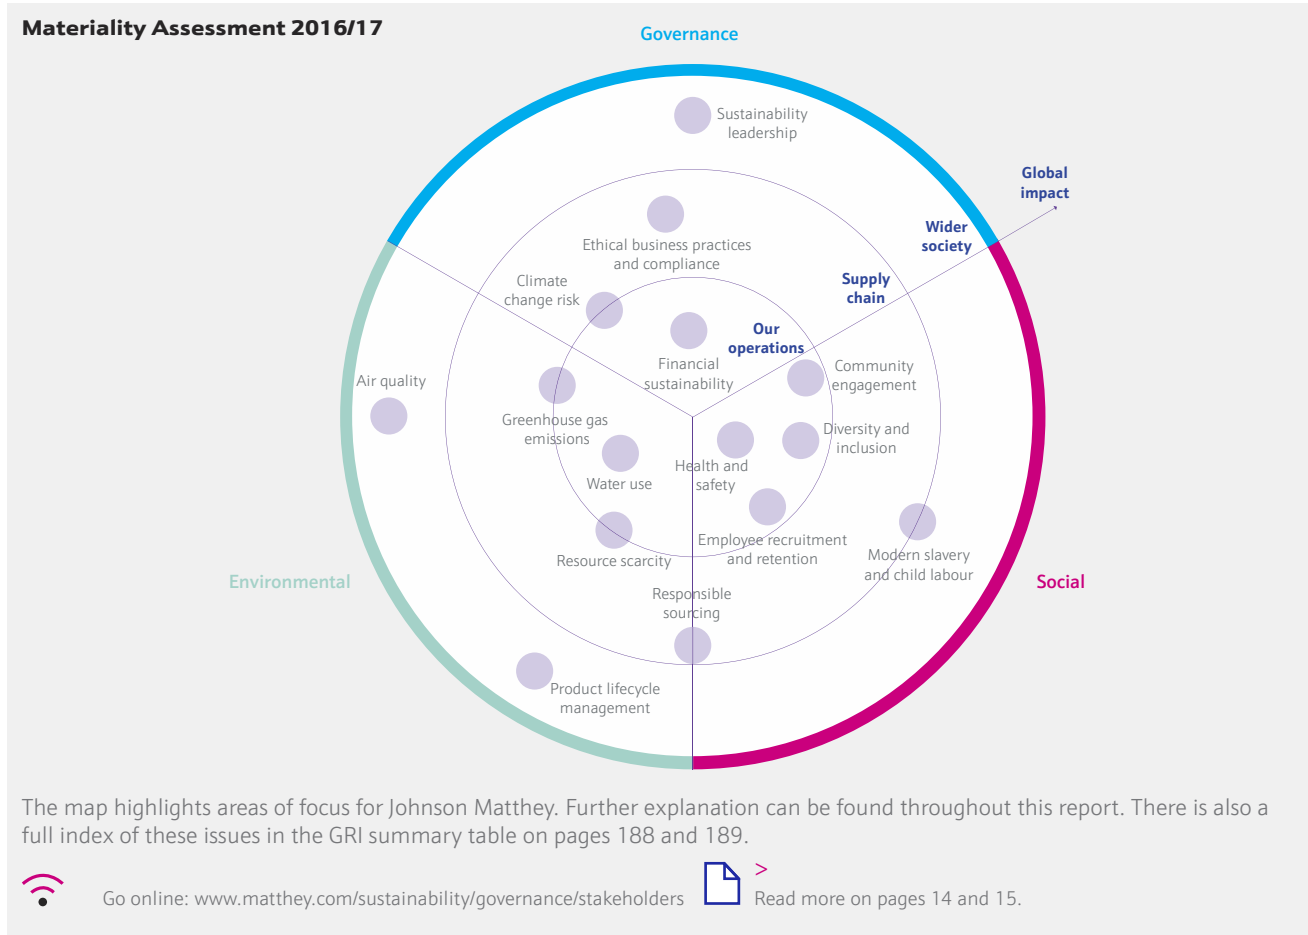 Materiality Assessment 2016/17
Governance
Sustainability
leadership
Global
impact
Wider
society
Ethical business practices
and compliance
Climate
change risk
Supply
chain
Our
operations
Financial
sustainability
Community
engagement
Air quality
Greenhouse gas
emissions
Diversity and
inclusion
Health and
safety
Water use
Employee recruitment
and retention
Resource scarcity
Modern slavery
and child labour
Environmental
Social
Responsible
sourcing
Product lifecycle
management
The map highlights areas of focus for Johnson Matthey. Further explanation can be found throughout this report. There is also a
full index of these issues in the GRI summary table on pages 188 and 189.
>
Go online: www.matthey.com/sustainability/governance/stakeholders
Read more on pages 14 and 15.